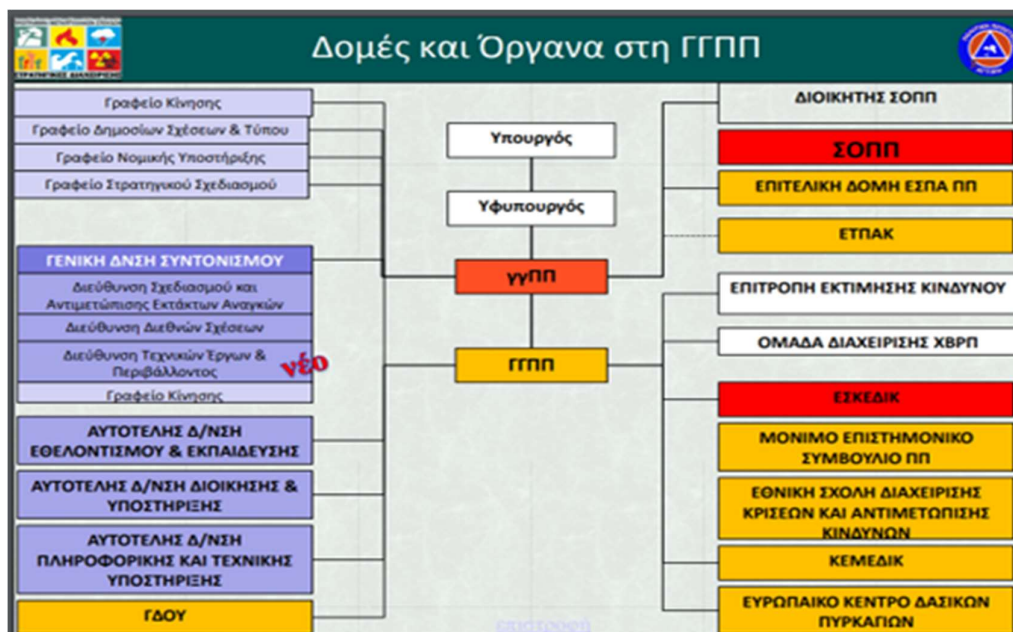 Δομές και Όργανα στη ΓΓΠΠ
ΣΤΡΑΤΗΓΙΚΕΣ ΔΙΑΧΕΙΡΙΣΗΣ
Γραφείο Κίνησης
Γραφείο Δημοσίων Σχέσεων & Τύπου
Γραφείο Νομικής Υποστήριξης
Γραφείο Στρατηγικού Σχεδιασμού
ΓΕΝΙΚΗ ΔΝΣΗ ΣΥΝΤΟΝΙΣΜΟΥ
Διεύθυνση Σχεδιασμού και
Αντιμετώπισης Εκτάκτων Αναγκών
Διεύθυνση Διεθνών Σχέσεων
Διεύθυνση Τεχνικών Έργων &
Περιβάλλοντος
νέο
Γραφείο Κίνησης
ΑΥΤΟΤΕΛΗΣ Δ/ΝΣΗ
ΕΘΕΛΟΝΤΙΣΜΟΥ & ΕΚΠΑΙΔΕΥΣΗΣ
ΑΥΤΟΤΕΛΗΣ Δ/ΝΣΗ ΔΙΟΙΚΗΣΗΣ &
ΥΠΟΣΤΗΡΙΞΗΣ
ΑΥΤΟΤΕΛΗΣ Δ/ΝΣΗ
ΠΛΗΡΟΦΟΡΙΚΗΣ ΚΑΙ ΤΕΧΝΙΚΗΣ
ΥΠΟΣΤΗΡΙΞΗΣ
ΓΔΟΥ
Υπουργός
Υφυπουργός
γγΠΠ
ΓΓΠΠ
επιστροφή
ΔΙΟΙΚΗΤΗΣ ΣΟΠΠ
ΣΟΠΠ
ΕΠΙΤΕΛΙΚΗ ΔΟΜΗ ΕΣΠΑ ΠΠ
ΕΤΠΑΚ
ΕΠΙΤΡΟΠΗ ΕΚΤΙΜΗΣΗΣ ΚΙΝΔΥΝΟΥ
ΟΜΑΔΑ ΔΙΑΧΕΙΡΙΣΗΣ ΧΒΡΠ
ΕΣΚΕΔΙΚ
ΜΟΝΙΜΟ ΕΠΙΣΤΗΜΟΝΙΚΟ
ΣΥΜΒΟΥΛΙΟ ΠΠ
ΕΘΝΙΚΗ ΣΧΟΛΗ ΔΙΑΧΕΙΡΙΣΗΣ
ΚΡΙΣΕΩΝ ΚΑΙ ΑΝΤΙΜΕΤΩΠΙΣΗΣ
ΚΙΝΔΥΝΩΝ
ΚΕΜΕΔΙΚ
ΕΥΡΩΠΑΙΚΟ ΚΕΝΤΡΟ ΔΑΣΙΚΩΝ
ΠΥΡΚΑΓΙΩΝ